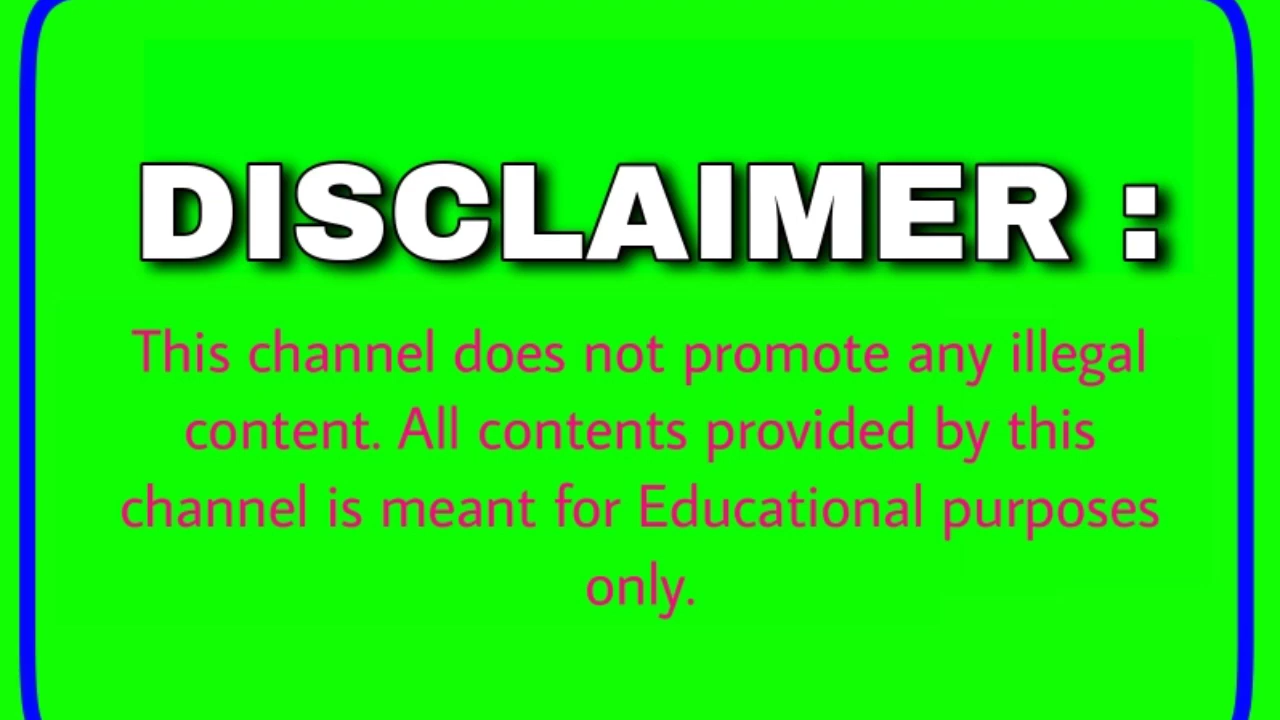 DISCLAIMER :
This channel does not promote any illegal
content. All contents provided by this
channel is meant for Educational purposes
only.